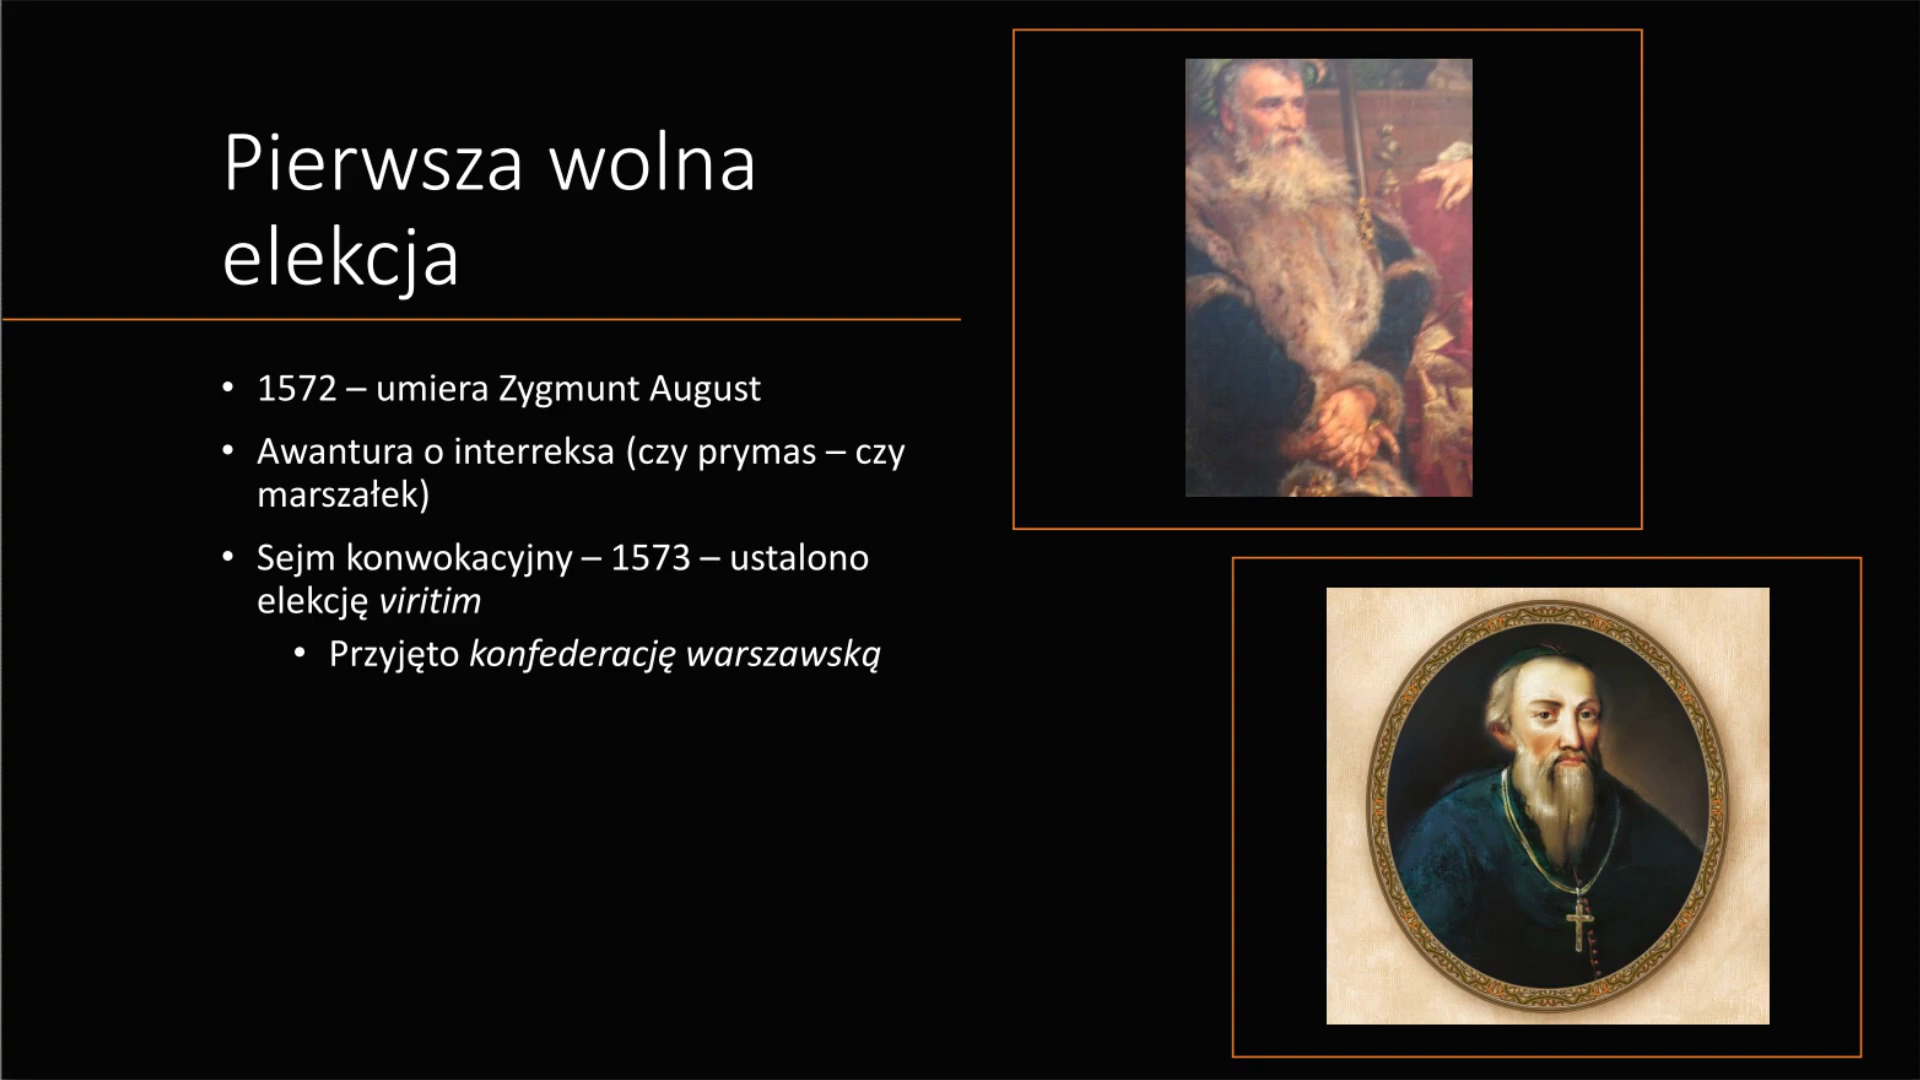 Pierwsza wolna
elekcja
• 1572 – umiera Zygmunt August
• Awantura o interreksa (czy prymas – czy
marszałek)
• Sejm konwokacyjny – 1573 – ustalono
elekcję viritim
• Przyjęto konfederację warszawską